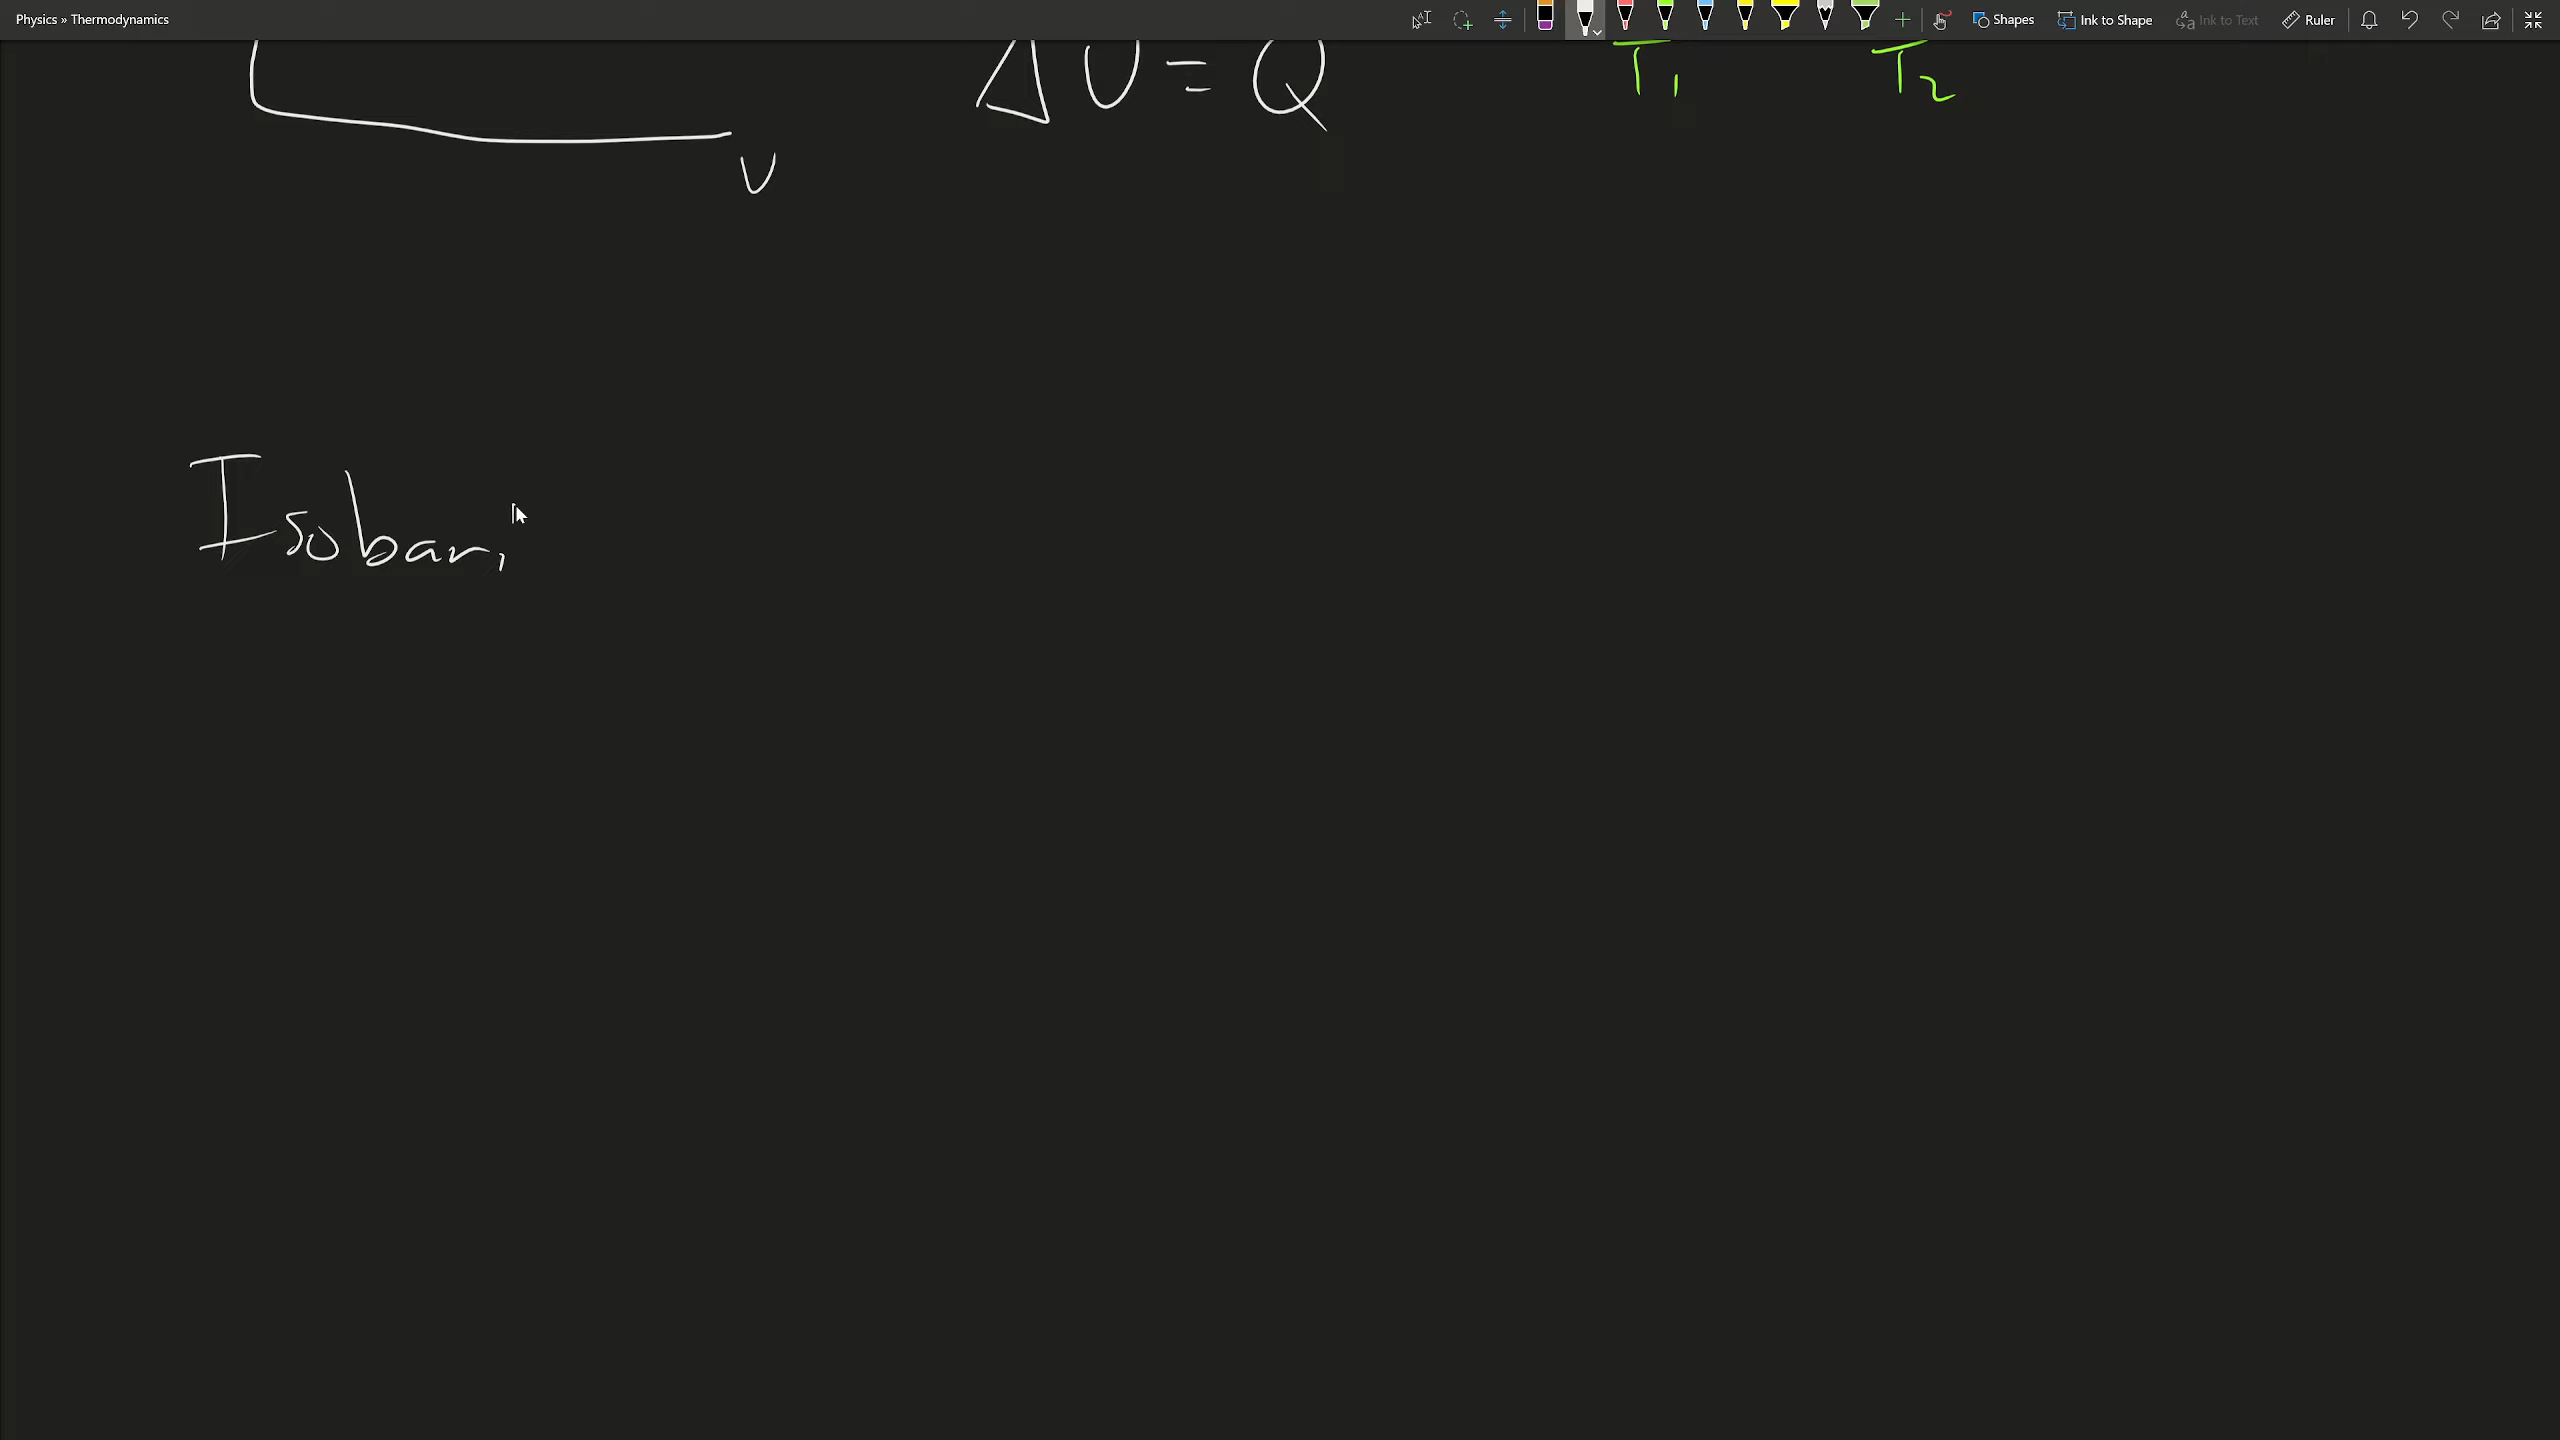 Physics » Thermodynamics
Shapes Ink to Shape Ink to Text Ruler
ΔU = Q
T₁ T₂
V
Isobari